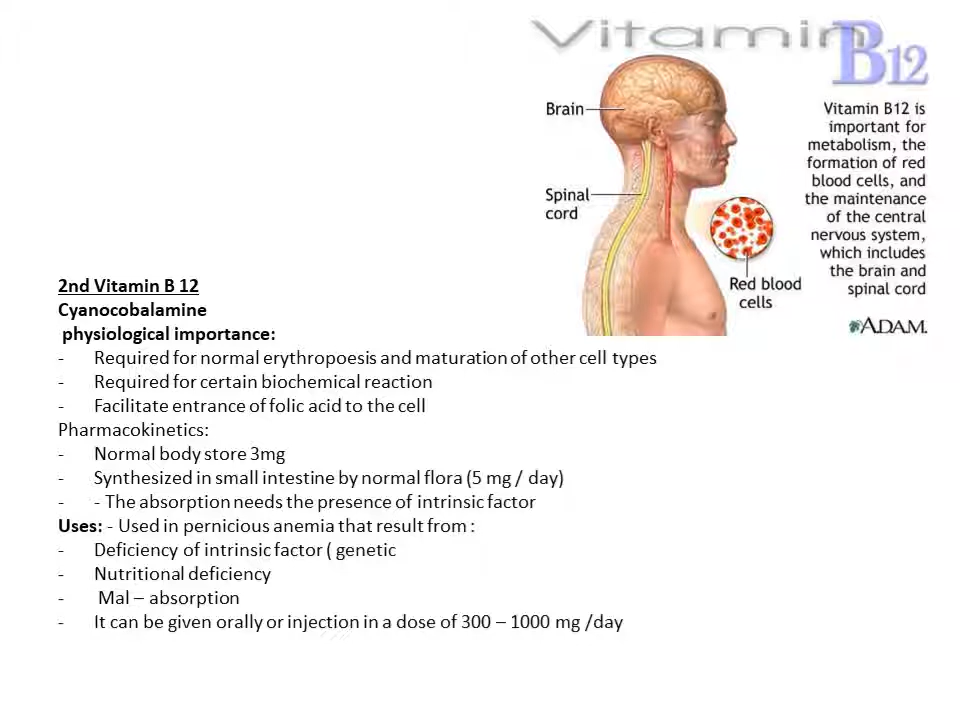 Vitamin B12
Brain
Vitamin B12 is
important for
metabolism, the
formation of red
blood cells, and
the maintenance
of the central
nervous system,
which includes
the brain and
spinal cord
Spinal
cord
Red blood
cells
ADAM.
2nd Vitamin B 12
Cyanocobalamine
physiological importance:
- Required for normal erythropoesis and maturation of other cell types
- Required for certain biochemical reaction
- Facilitate entrance of folic acid to the cell
Pharmacokinetics:
- Normal body store 3mg
- Synthesized in small intestine by normal flora (5 mg / day)
- - The absorption needs the presence of intrinsic factor
Uses: - Used in pernicious anemia that result from :
- Deficiency of intrinsic factor ( genetic
- Nutritional deficiency
- Mal – absorption
- It can be given orally or injection in a dose of 300 – 1000 mg /day